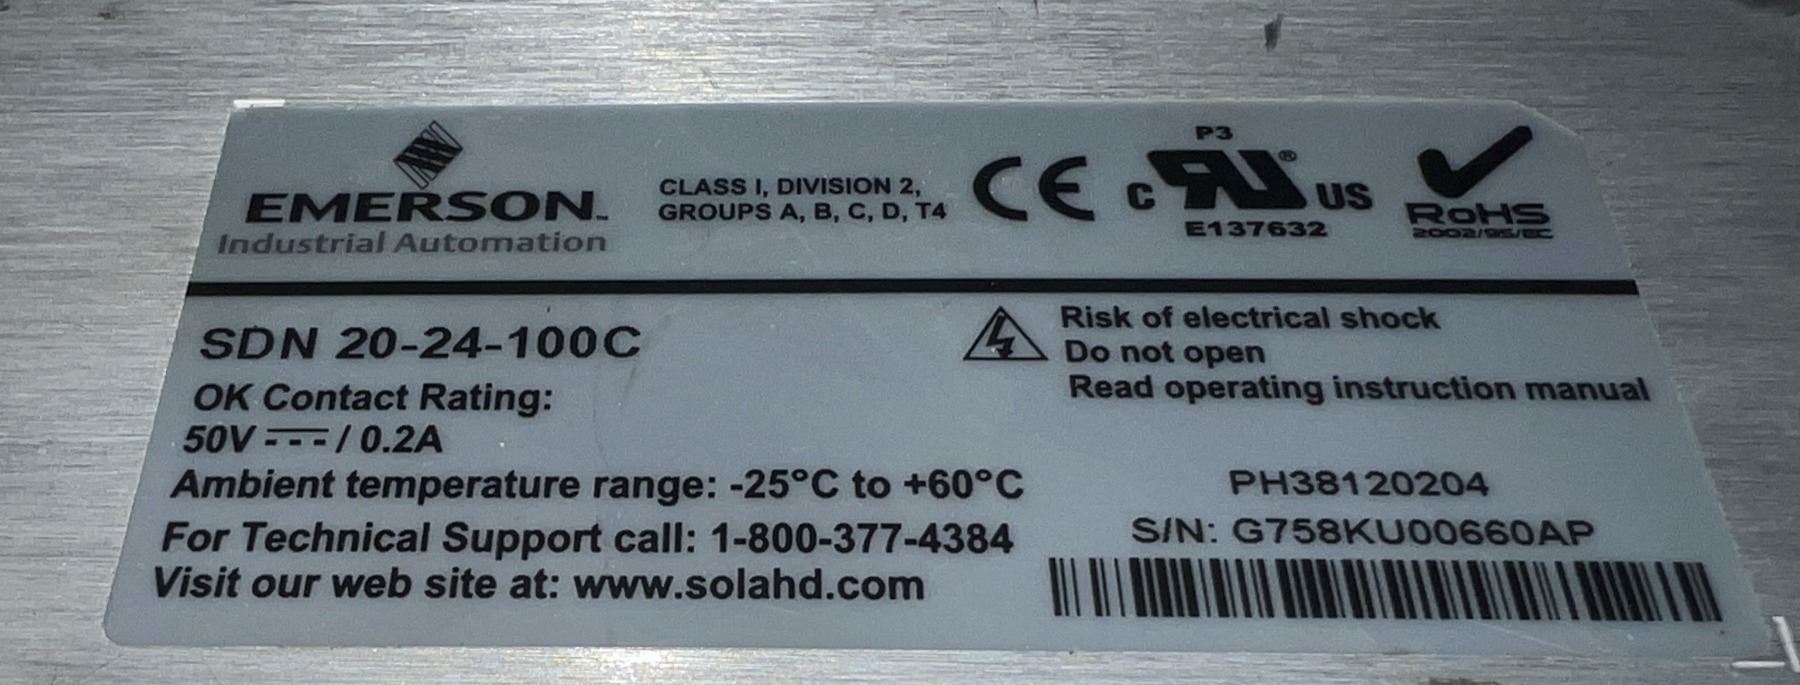 EMERSON
Industrial Automation
CLASS I, DIVISION 2,
GROUPS A, B, C, D, T4
CE
P3
C RU® US
E137632
RoHS
2002/95/EC
SDN 20-24-100C
OK Contact Rating:
50V ⎓ / 0.2A
Ambient temperature range: -25°C to +60°C
For Technical Support call: 1-800-377-4384
Visit our web site at: www.solahd.com
Risk of electrical shock
Do not open
Read operating instruction manual
PH38120204
S/N: G758KU00660AP